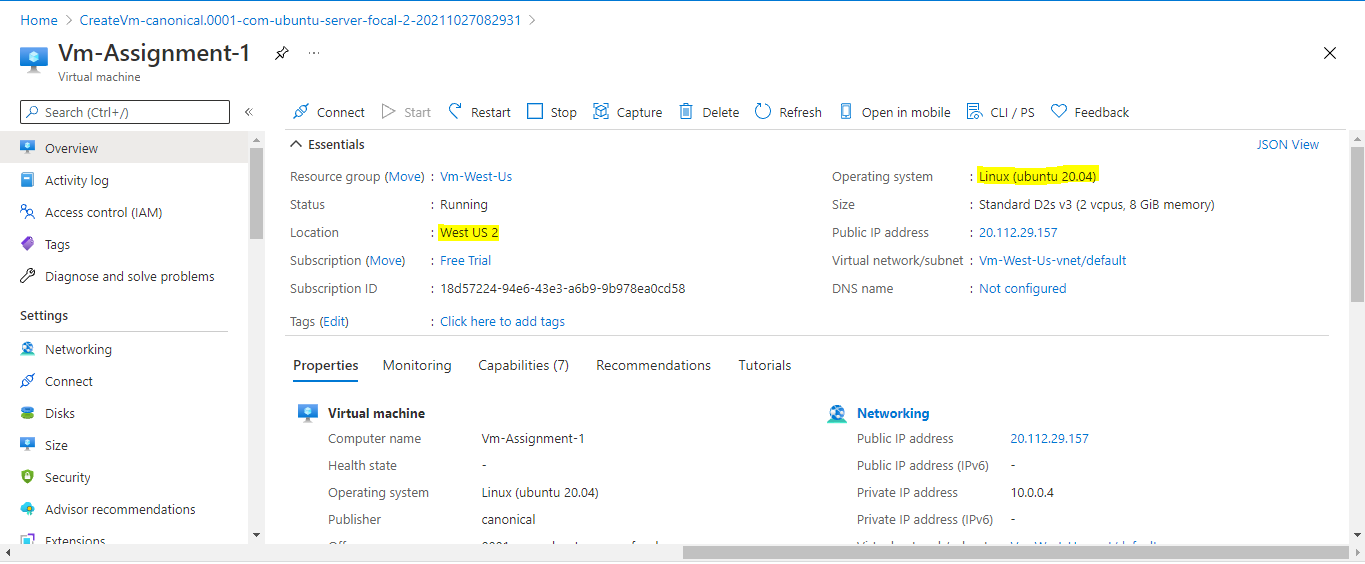 Home > CreateVm-canonical.0001-com-ubuntu-server-focal-2-20211027082931 >
Vm-Assignment-1 ...
Virtual machine
Search (Ctrl+/) «
Overview
Activity log
Access control (IAM)
Tags
Diagnose and solve problems
Settings
Networking
Connect
Disks
Size
Security
Advisor recommendations
Extensions
Connect Start Restart Stop Capture Delete Refresh Open in mobile CLI / PS Feedback
Essentials JSON View
Resource group (Move) : Vm-West-Us
Status : Running
Location : West US 2
Subscription (Move) : Free Trial
Subscription ID : 18d57224-94e6-43e3-a6b9-9b978ea0cd58
Tags (Edit) : Click here to add tags
Operating system : Linux (ubuntu 20.04)
Size : Standard D2s v3 (2 vcpus, 8 GiB memory)
Public IP address : 20.112.29.157
Virtual network/subnet : Vm-West-Us-vnet/default
DNS name : Not configured
Properties Monitoring Capabilities (7) Recommendations Tutorials
Virtual machine
Computer name Vm-Assignment-1
Health state -
Operating system Linux (ubuntu 20.04)
Publisher canonical
Networking
Public IP address 20.112.29.157
Public IP address (IPv6) -
Private IP address 10.0.0.4
Private IP address (IPv6) -